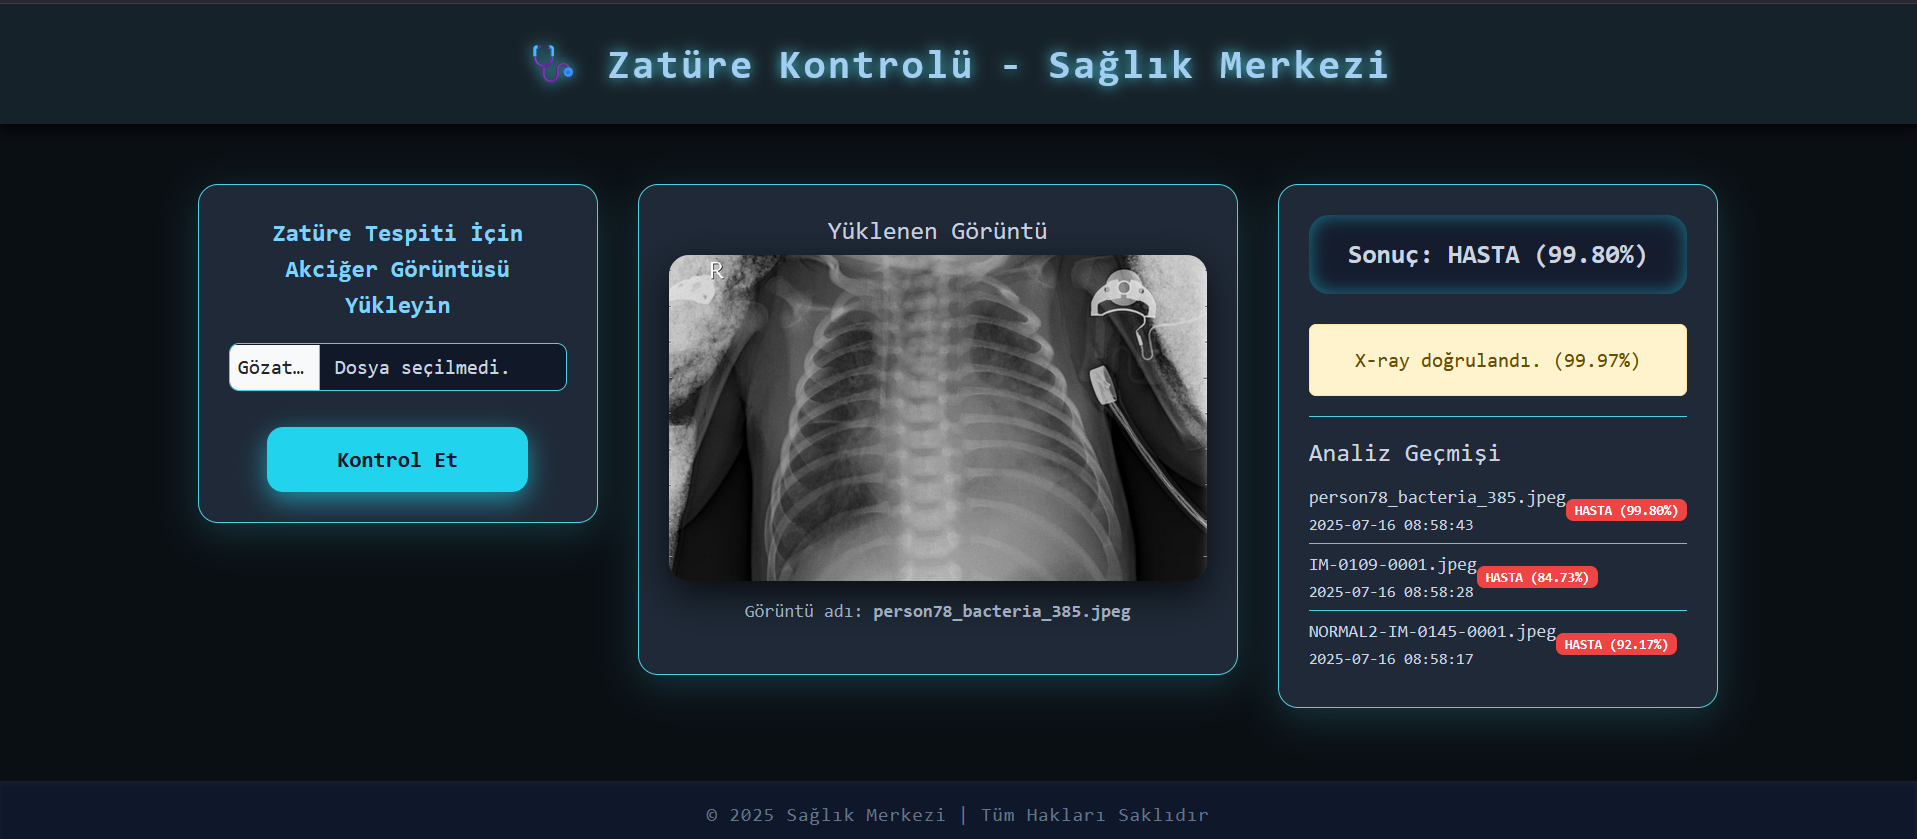 Zatüre Kontrolü - Sağlık Merkezi
Zatüre Tespiti İçin
Akciğer Görüntüsü
Yükleyin
Gözat... Dosya seçilmedi.
Kontrol Et
Yüklenen Görüntü
R
Görüntü adı: person78_bacteria_385.jpeg
Sonuç: HASTA (99.80%)
X-ray doğrulandı. (99.97%)
Analiz Geçmişi
person78_bacteria_385.jpeg HASTA (99.80%)
2025-07-16 08:58:43
IM-0109-0001.jpeg HASTA (84.73%)
2025-07-16 08:58:28
NORMAL2-IM-0145-0001.jpeg HASTA (92.17%)
2025-07-16 08:58:17
© 2025 Sağlık Merkezi | Tüm Hakları Saklıdır